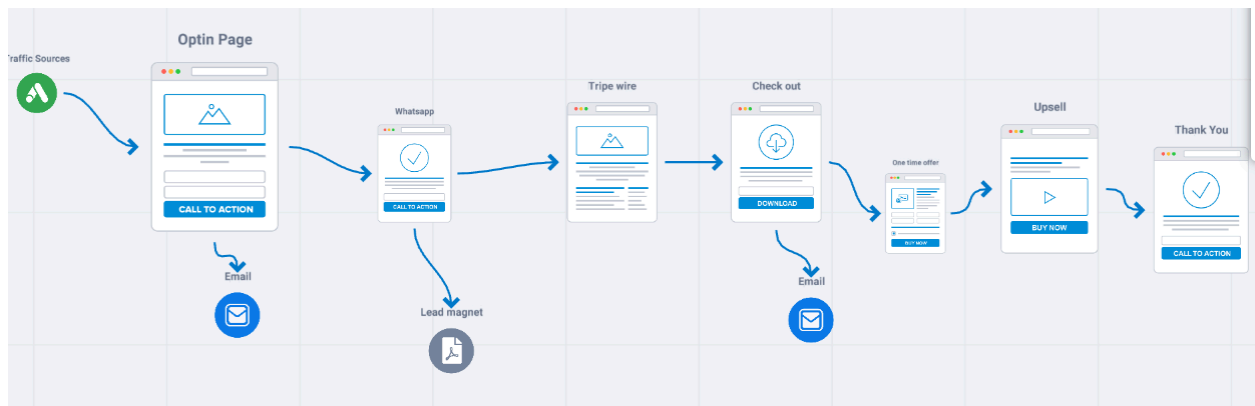 Optin Page
Traffic Sources
CALL TO ACTION
Email
Whatsapp
CALL TO ACTION
Lead magnet
Tripe wire
Check out
DOWNLOAD
Email
One time offer
BUY NOW
Upsell
BUY NOW
Thank You
CALL TO ACTION